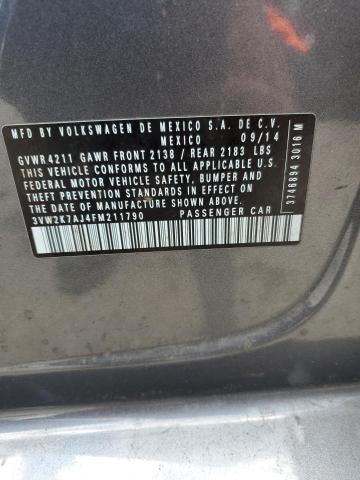 MFD BY VOLKSWAGEN DE MEXICO S.A. DE C.V.
MEXICO 09/14
GVWR 4211 GAWR FRONT 2138 / REAR 2183 LBS
THIS VEHICLE CONFORMS TO ALL APPLICABLE U.S.
FEDERAL MOTOR VEHICLE SAFETY, BUMPER AND
THEFT PREVENTION STANDARDS IN EFFECT ON THE
DATE OF MANUFACTURE SHOWN ABOVE.
3VW2K7AJ4FM211790 PASSENGER CAR
3746894 3016 M